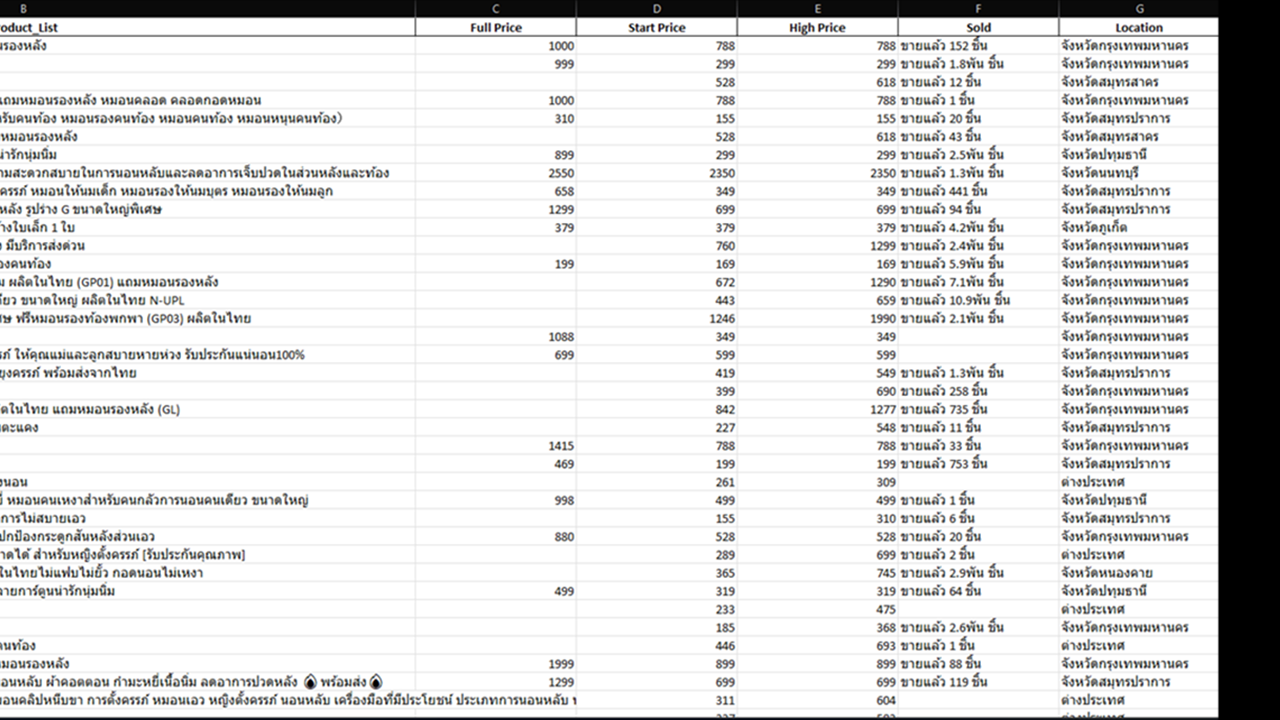 B C D E F G
oduct_List Full Price Start Price High Price Sold Location
นรองหลัง 1000 788 788 ขายแล้ว 152 ชิ้น จังหวัดกรุงเทพมหานคร
999 299 299 ขายแล้ว 1.8พัน ชิ้น จังหวัดกรุงเทพมหานคร
528 618 ขายแล้ว 12 ชิ้น จังหวัดสมุทรสาคร
แถมหมอนรองหลัง หมอนคลอด คลอดกอดหมอน 1000 788 788 ขายแล้ว 1 ชิ้น จังหวัดกรุงเทพมหานคร
หรับคนท้อง หมอนรองคนท้อง หมอนคนท้อง หมอนหนุนคนท้อง） 310 155 155 ขายแล้ว 20 ชิ้น จังหวัดสมุทรปราการ
หมอนรองหลัง 528 618 ขายแล้ว 43 ชิ้น จังหวัดสมุทรสาคร
น่ารักนุ่มนิ่ม 899 299 299 ขายแล้ว 2.5พัน ชิ้น จังหวัดปทุมธานี
ามสะดวกสบายในการนอนหลับและลดอาการเจ็บปวดในส่วนหลังและท้อง 2550 2350 2350 ขายแล้ว 1.3พัน ชิ้น จังหวัดนนทบุรี
งครรภ์ หมอนให้นมเด็ก หมอนรองให้นมบุตร หมอนรองให้นมลูก 658 349 349 ขายแล้ว 441 ชิ้น จังหวัดสมุทรปราการ
หลัง รูปร่าง G ขนาดใหญ่พิเศษ 1299 699 699 ขายแล้ว 94 ชิ้น จังหวัดสมุทรปราการ
างใบเล็ก 1 ใบ 379 379 379 ขายแล้ว 4.2พัน ชิ้น จังหวัดภูเก็ต
มีบริการส่งด่วน 760 1299 ขายแล้ว 2.4พัน ชิ้น จังหวัดกรุงเทพมหานคร
องคนท้อง 199 169 169 ขายแล้ว 5.9พัน ชิ้น จังหวัดกรุงเทพมหานคร
ม ผลิตในไทย (GP01) แถมหมอนรองหลัง 672 1290 ขายแล้ว 7.1พัน ชิ้น จังหวัดกรุงเทพมหานคร
ดียว ขนาดใหญ่ ผลิตในไทย N-UPL 443 659 ขายแล้ว 10.9พัน ชิ้น จังหวัดกรุงเทพมหานคร
ศษ ฟรีหมอนรองท้องพกพา (GP03) ผลิตในไทย 1246 1990 ขายแล้ว 2.1พัน ชิ้น จังหวัดกรุงเทพมหานคร
1088 349 349 จังหวัดกรุงเทพมหานคร
รภ์ ให้คุณแม่และลูกสบายหายห่วง รับประกันแน่นอน100% 699 599 599 จังหวัดกรุงเทพมหานคร
ยุงครรภ์ พร้อมส่งจากไทย 419 549 ขายแล้ว 1.3พัน ชิ้น จังหวัดสมุทรปราการ
399 690 ขายแล้ว 258 ชิ้น จังหวัดกรุงเทพมหานคร
ิตในไทย แถมหมอนรองหลัง (GL) 842 1277 ขายแล้ว 735 ชิ้น จังหวัดกรุงเทพมหานคร
ตะแคง 227 548 ขายแล้ว 11 ชิ้น จังหวัดสมุทรปราการ
1415 788 788 ขายแล้ว 33 ชิ้น จังหวัดกรุงเทพมหานคร
469 199 199 ขายแล้ว 753 ชิ้น จังหวัดสมุทรปราการ
นอน 261 309 ต่างประเทศ
หมอนคนเหงาสำหรับคนกลัวการนอนคนเดียว ขนาดใหญ่ 998 499 499 ขายแล้ว 1 ชิ้น จังหวัดปทุมธานี
การไม่สบายเอว 155 310 ขายแล้ว 6 ชิ้น จังหวัดสมุทรปราการ
ปกป้องกระดูกสันหลังส่วนเอว 880 528 528 ขายแล้ว 20 ชิ้น จังหวัดกรุงเทพมหานคร
าดได้ สำหรับหญิงตั้งครรภ์ [รับประกันคุณภาพ] 289 699 ขายแล้ว 2 ชิ้น ต่างประเทศ
ในไทยไม่แฟบไม่ยั้ว กอดนอนไม่เหงา 365 745 ขายแล้ว 2.9พัน ชิ้น จังหวัดหนองคาย
ลายการ์ตูนน่ารักนุ่มนิ่ม 499 319 319 ขายแล้ว 64 ชิ้น จังหวัดปทุมธานี
233 475 ต่างประเทศ
185 368 ขายแล้ว 2.6พัน ชิ้น จังหวัดกรุงเทพมหานคร
คนท้อง 446 693 ขายแล้ว 1 ชิ้น ต่างประเทศ
หมอนรองหลัง 1999 899 899 ขายแล้ว 88 ชิ้น จังหวัดกรุงเทพมหานคร
อนหลับ ผ้าคอตตอน กำมะหยี่เนื้อนิ่ม ลดอาการปวดหลัง พร้อมส่ง 1299 699 699 ขายแล้ว 119 ชิ้น จังหวัดกรุงเทพมหานคร
มอนคลิปหนีบขา การตั้งครรภ์ หมอนเอว หญิงตั้งครรภ์ นอนหลับ เครื่องมือที่มีประโยชน์ ประเภทการนอนหลับ 311 604 ต่างประเทศ